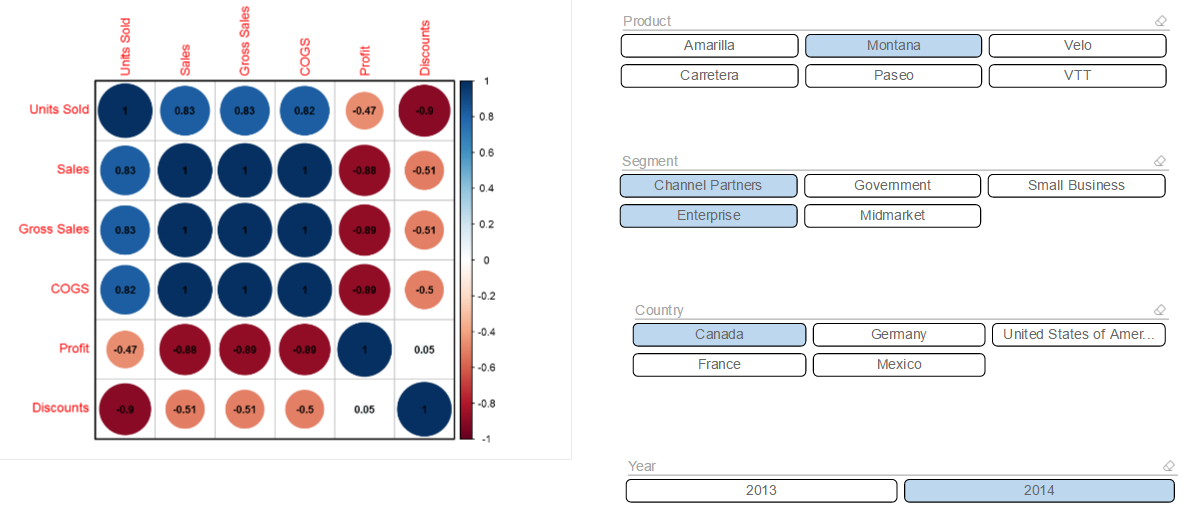 Units Sold
Sales
Gross Sales
COGS
Profit
Discounts
Units Sold 1 0.83 0.83 0.82 -0.47 -0.9
Sales 0.83 1 1 1 -0.88 -0.51
Gross Sales 0.83 1 1 1 -0.89 -0.51
COGS 0.82 1 1 1 -0.89 -0.5
Profit -0.47 -0.88 -0.89 -0.89 1 0.05
Discounts -0.9 -0.51 -0.51 -0.5 0.05 1
1
0.8
0.6
0.4
0.2
0
-0.2
-0.4
-0.6
-0.8
-1
Product
Amarilla Montana Velo
Carretera Paseo VTT
Segment
Channel Partners Government Small Business
Enterprise Midmarket
Country
Canada Germany United States of Amer...
France Mexico
Year
2013 2014